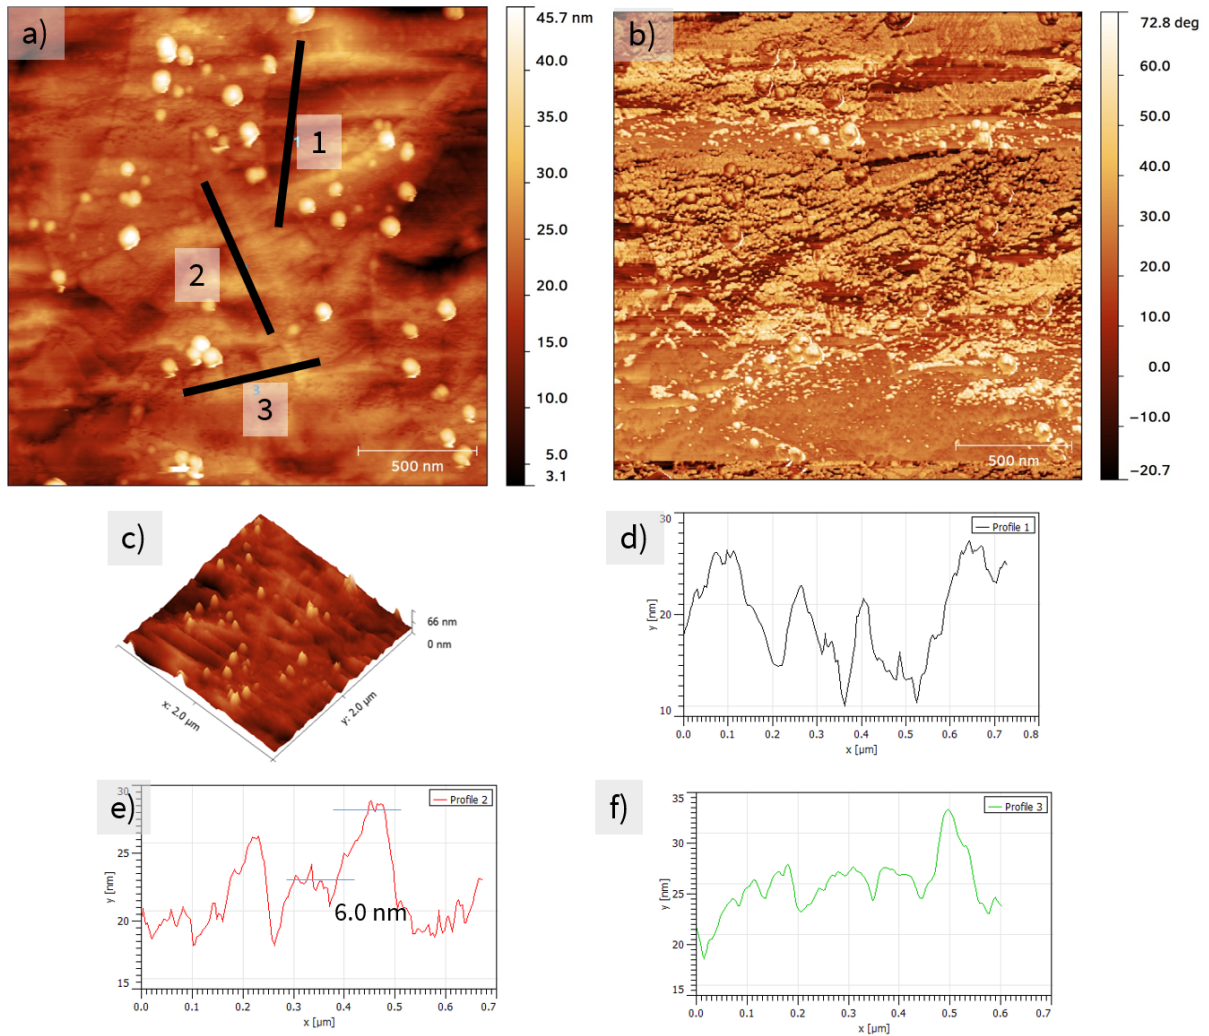 a)
45.7 nm
40.0
35.0
30.0
25.0
20.0
15.0
10.0
5.0
3.1
1
1
2
3
3
500 nm
b)
72.8 deg
60.0
50.0
40.0
30.0
20.0
10.0
0.0
−10.0
−20.7
500 nm
c)
66 nm
0 nm
x: 2.0 µm
y: 2.0 µm
d)
30
20
10
y [nm]
Profile 1
0.0 0.1 0.2 0.3 0.4 0.5 0.6 0.7 0.8
x [µm]
e)
30
25
20
15
y [nm]
Profile 2
6.0 nm
0.0 0.1 0.2 0.3 0.4 0.5 0.6 0.7
x [µm]
f)
35
30
25
20
15
y [nm]
Profile 3
0.0 0.1 0.2 0.3 0.4 0.5 0.6 0.7
x [µm]